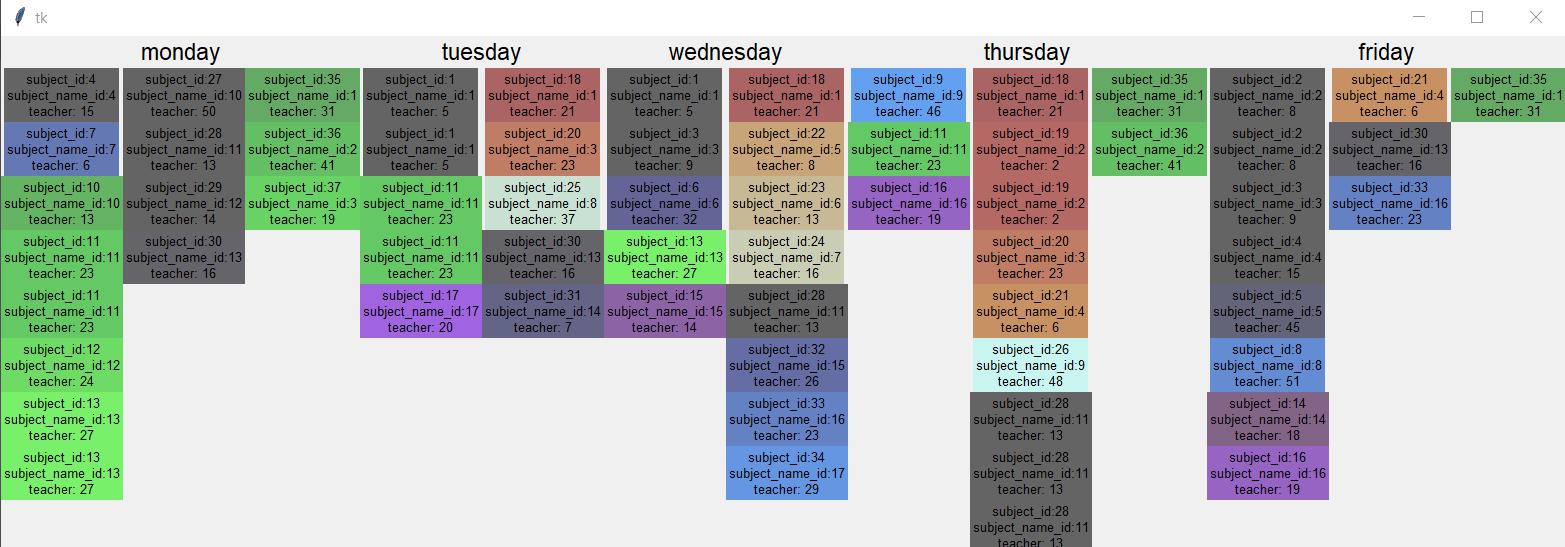 tk
monday
tuesday
wednesday
thursday
friday
subject_id:4
subject_name_id:4
teacher: 15
subject_id:7
subject_name_id:7
teacher: 6
subject_id:10
subject_name_id:10
teacher: 13
subject_id:11
subject_name_id:11
teacher: 23
subject_id:11
subject_name_id:11
teacher: 23
subject_id:12
subject_name_id:12
teacher: 24
subject_id:13
subject_name_id:13
teacher: 27
subject_id:13
subject_name_id:13
teacher: 27
subject_id:27
subject_name_id:10
teacher: 50
subject_id:28
subject_name_id:11
teacher: 13
subject_id:29
subject_name_id:12
teacher: 14
subject_id:30
subject_name_id:13
teacher: 16
subject_id:35
subject_name_id:1
teacher: 31
subject_id:36
subject_name_id:2
teacher: 41
subject_id:37
subject_name_id:3
teacher: 19
subject_id:1
subject_name_id:1
teacher: 5
subject_id:1
subject_name_id:1
teacher: 5
subject_id:11
subject_name_id:11
teacher: 23
subject_id:11
subject_name_id:11
teacher: 23
subject_id:17
subject_name_id:17
teacher: 20
subject_id:18
subject_name_id:1
teacher: 21
subject_id:20
subject_name_id:3
teacher: 23
subject_id:25
subject_name_id:8
teacher: 37
subject_id:30
subject_name_id:13
teacher: 16
subject_id:31
subject_name_id:14
teacher: 7
subject_id:1
subject_name_id:1
teacher: 5
subject_id:3
subject_name_id:3
teacher: 9
subject_id:6
subject_name_id:6
teacher: 32
subject_id:13
subject_name_id:13
teacher: 27
subject_id:15
subject_name_id:15
teacher: 14
subject_id:18
subject_name_id:1
teacher: 21
subject_id:22
subject_name_id:5
teacher: 8
subject_id:23
subject_name_id:6
teacher: 13
subject_id:24
subject_name_id:7
teacher: 16
subject_id:28
subject_name_id:11
teacher: 13
subject_id:32
subject_name_id:15
teacher: 26
subject_id:33
subject_name_id:16
teacher: 23
subject_id:34
subject_name_id:17
teacher: 29
subject_id:9
subject_name_id:9
teacher: 46
subject_id:11
subject_name_id:11
teacher: 23
subject_id:16
subject_name_id:16
teacher: 19
subject_id:18
subject_name_id:1
teacher: 21
subject_id:19
subject_name_id:2
teacher: 2
subject_id:19
subject_name_id:2
teacher: 2
subject_id:20
subject_name_id:3
teacher: 23
subject_id:21
subject_name_id:4
teacher: 6
subject_id:26
subject_name_id:9
teacher: 48
subject_id:28
subject_name_id:11
teacher: 13
subject_id:28
subject_name_id:11
teacher: 13
subject_id:28
subject_name_id:11
teacher: 13
subject_id:35
subject_name_id:1
teacher: 31
subject_id:36
subject_name_id:2
teacher: 41
subject_id:2
subject_name_id:2
teacher: 8
subject_id:2
subject_name_id:2
teacher: 8
subject_id:3
subject_name_id:3
teacher: 9
subject_id:4
subject_name_id:4
teacher: 15
subject_id:5
subject_name_id:5
teacher: 45
subject_id:8
subject_name_id:8
teacher: 51
subject_id:14
subject_name_id:14
teacher: 18
subject_id:16
subject_name_id:16
teacher: 19
subject_id:21
subject_name_id:4
teacher: 6
subject_id:30
subject_name_id:13
teacher: 16
subject_id:33
subject_name_id:16
teacher: 23
subject_id:35
subject_name_id:1
teacher: 31